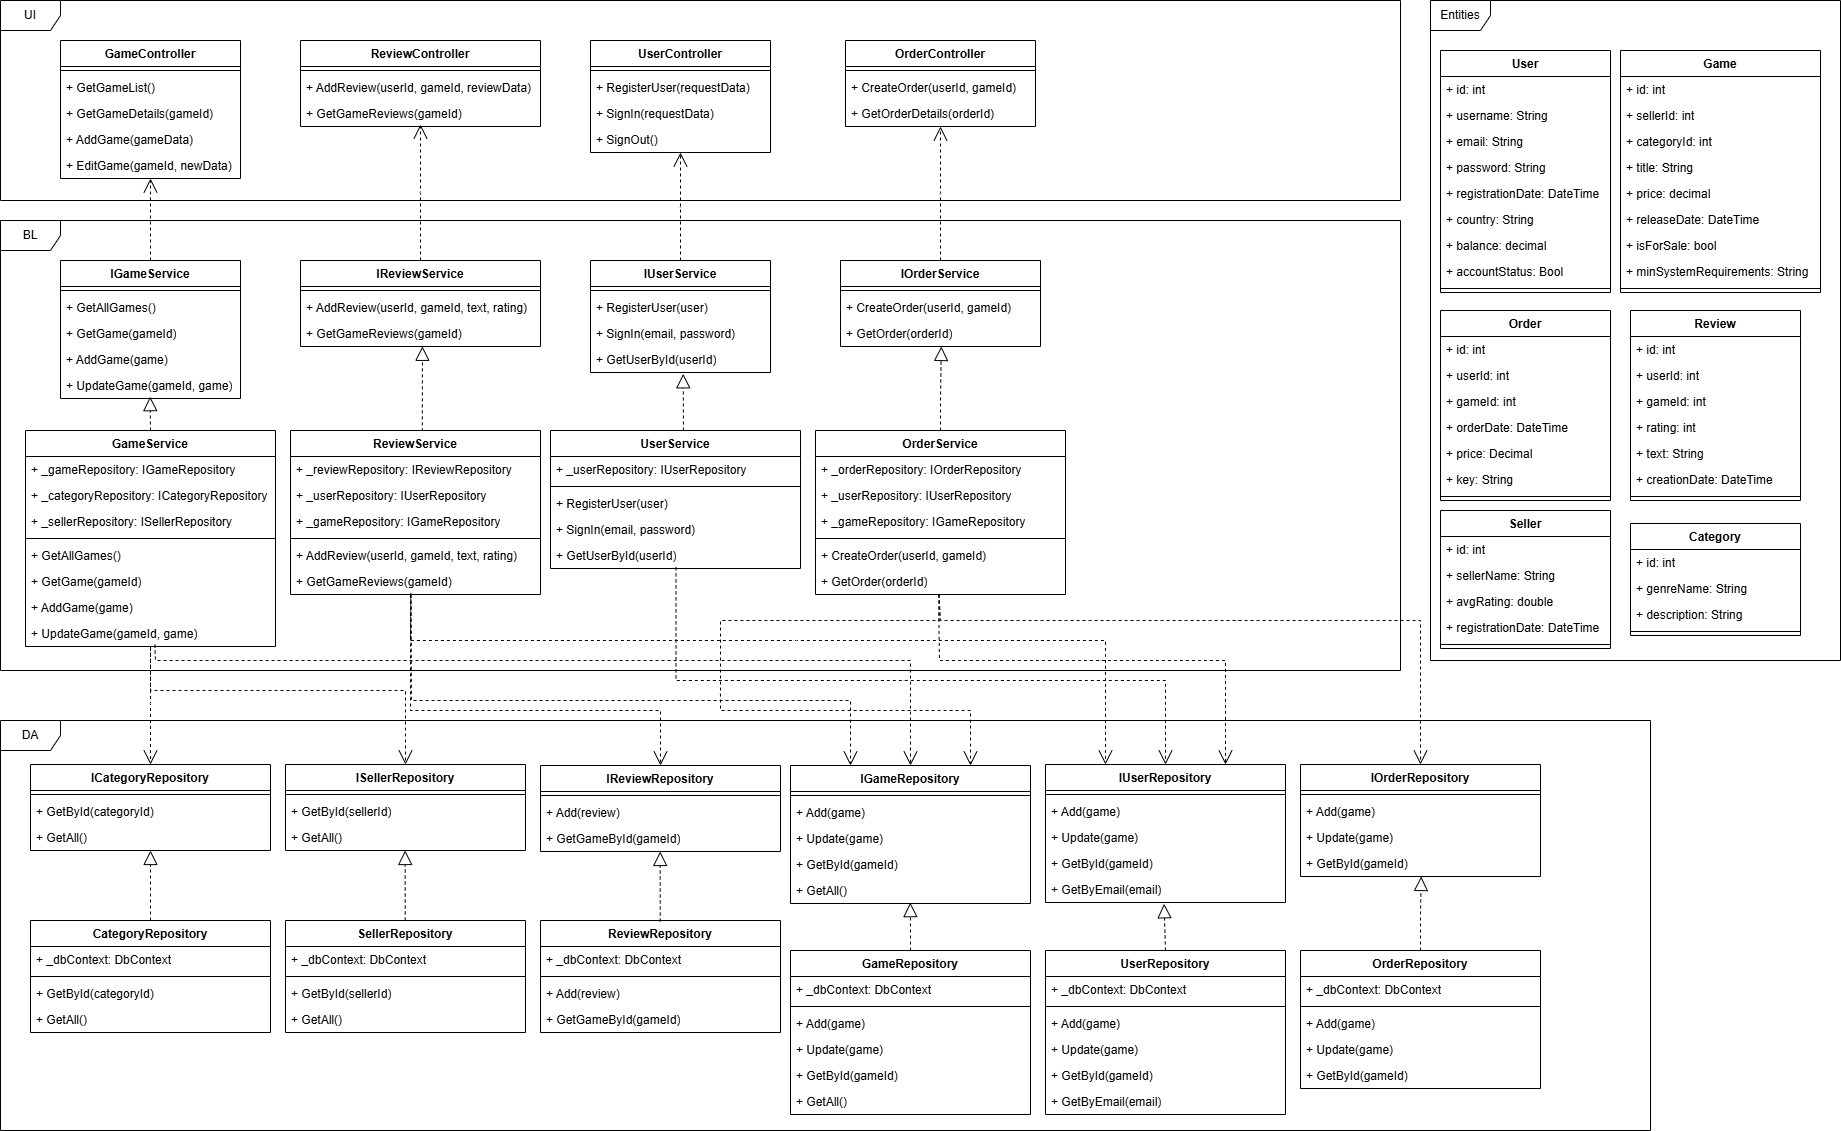 UI
GameController
+ GetGameList()
+ GetGameDetails(gameId)
+ AddGame(gameData)
+ EditGame(gameId, newData)
ReviewController
+ AddReview(userId, gameId, reviewData)
+ GetGameReviews(gameId)
UserController
+ RegisterUser(requestData)
+ SignIn(requestData)
+ SignOut()
OrderController
+ CreateOrder(userId, gameId)
+ GetOrderDetails(orderId)
BL
IGameService
+ GetAllGames()
+ GetGame(gameId)
+ AddGame(game)
+ UpdateGame(gameId, game)
IReviewService
+ AddReview(userId, gameId, text, rating)
+ GetGameReviews(gameId)
IUserService
+ RegisterUser(user)
+ SignIn(email, password)
+ GetUserById(userId)
IOrderService
+ CreateOrder(userId, gameId)
+ GetOrder(orderId)
GameService
+ _gameRepository: IGameRepository
+ _categoryRepository: ICategoryRepository
+ _sellerRepository: ISellerRepository
+ GetAllGames()
+ GetGame(gameId)
+ AddGame(game)
+ UpdateGame(gameId, game)
ReviewService
+ _reviewRepository: IReviewRepository
+ _userRepository: IUserRepository
+ _gameRepository: IGameRepository
+ AddReview(userId, gameId, text, rating)
+ GetGameReviews(gameId)
UserService
+ _userRepository: IUserRepository
+ RegisterUser(user)
+ SignIn(email, password)
+ GetUserById(userId)
OrderService
+ _orderRepository: IOrderRepository
+ _userRepository: IUserRepository
+ _gameRepository: IGameRepository
+ CreateOrder(userId, gameId)
+ GetOrder(orderId)
DA
ICategoryRepository
+ GetById(categoryId)
+ GetAll()
ISellerRepository
+ GetById(sellerId)
+ GetAll()
IReviewRepository
+ Add(review)
+ GetGameById(gameId)
IGameRepository
+ Add(game)
+ Update(game)
+ GetById(gameId)
+ GetAll()
IUserRepository
+ Add(game)
+ Update(game)
+ GetById(gameId)
+ GetByEmail(email)
IOrderRepository
+ Add(game)
+ Update(game)
+ GetById(gameId)
CategoryRepository
+ _dbContext: DbContext
+ GetById(categoryId)
+ GetAll()
SellerRepository
+ _dbContext: DbContext
+ GetById(sellerId)
+ GetAll()
ReviewRepository
+ _dbContext: DbContext
+ Add(review)
+ GetGameById(gameId)
GameRepository
+ _dbContext: DbContext
+ Add(game)
+ Update(game)
+ GetById(gameId)
+ GetAll()
UserRepository
+ _dbContext: DbContext
+ Add(game)
+ Update(game)
+ GetById(gameId)
+ GetByEmail(email)
OrderRepository
+ _dbContext: DbContext
+ Add(game)
+ Update(game)
+ GetById(gameId)
Entities
User
+ id: int
+ username: String
+ email: String
+ password: String
+ registrationDate: DateTime
+ country: String
+ balance: decimal
+ accountStatus: Bool
Game
+ id: int
+ sellerId: int
+ categoryId: int
+ title: String
+ price: decimal
+ releaseDate: DateTime
+ isForSale: bool
+ minSystemRequirements: String
Order
+ id: int
+ userId: int
+ gameId: int
+ orderDate: DateTime
+ price: Decimal
+ key: String
Review
+ id: int
+ userId: int
+ gameId: int
+ rating: int
+ text: String
+ creationDate: DateTime
Seller
+ id: int
+ sellerName: String
+ avgRating: double
+ registrationDate: DateTime
Category
+ id: int
+ genreName: String
+ description: String